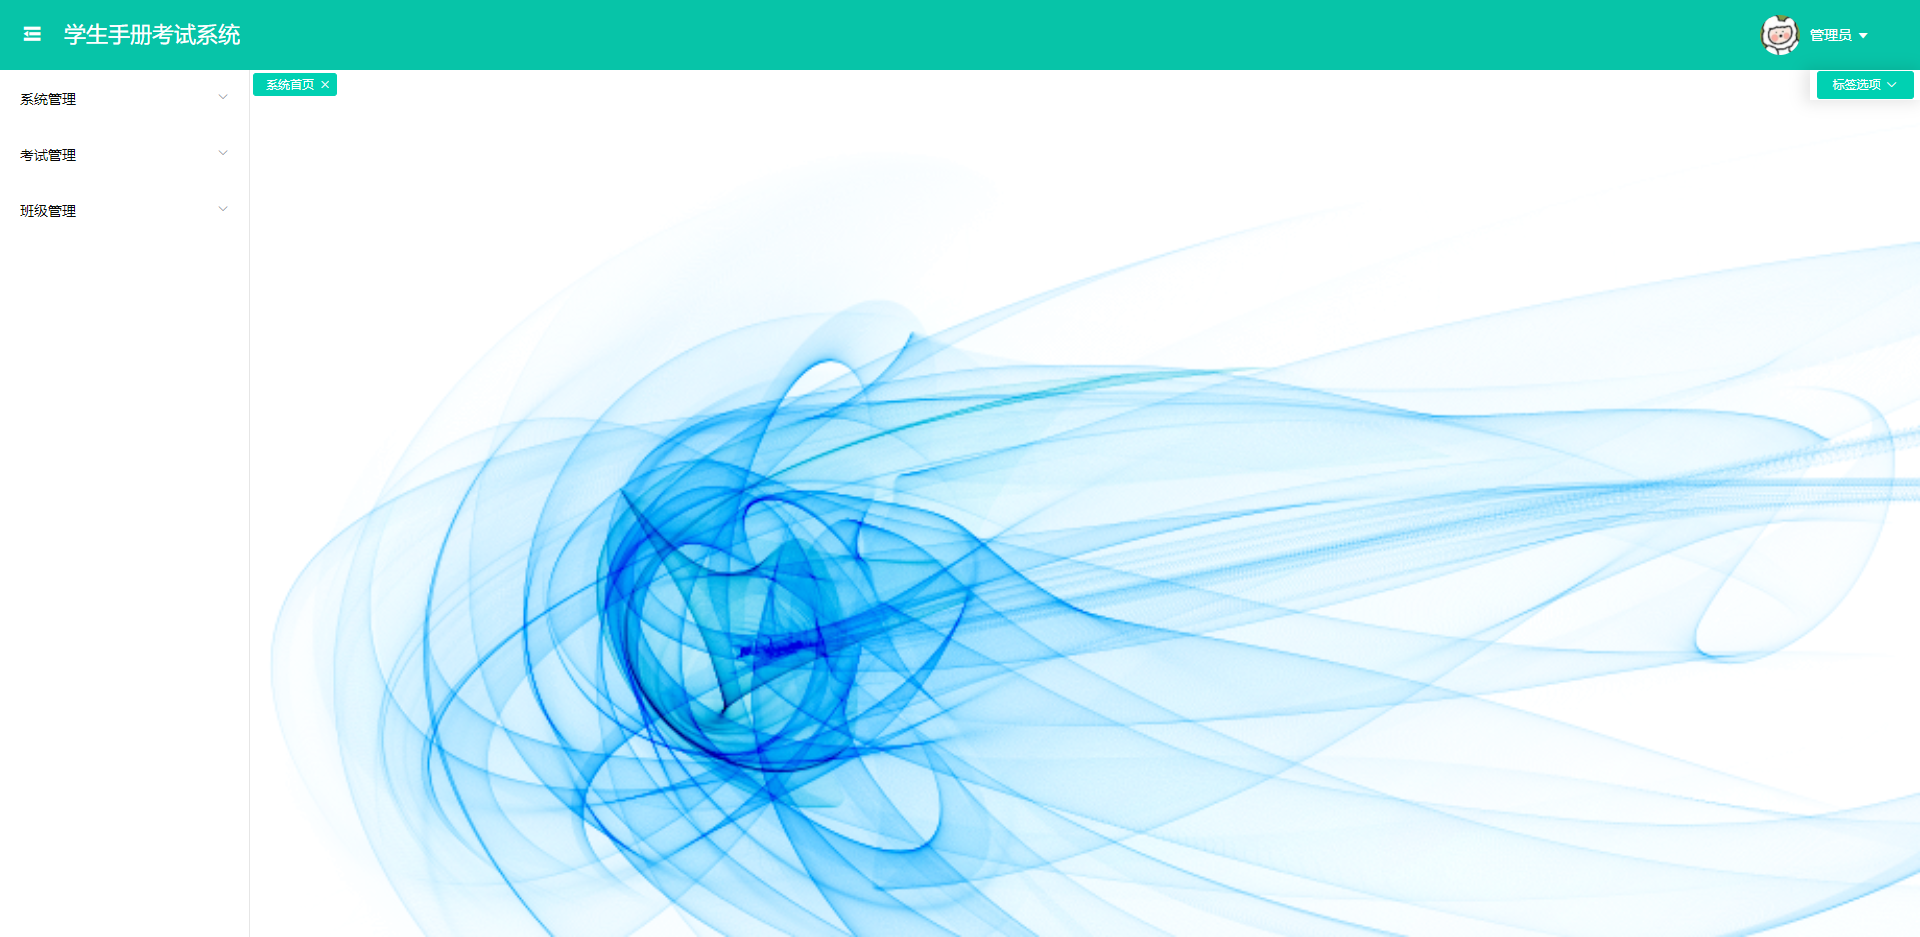 学生手册考试系统
管理员
系统首页
标签选项
系统管理
考试管理
班级管理